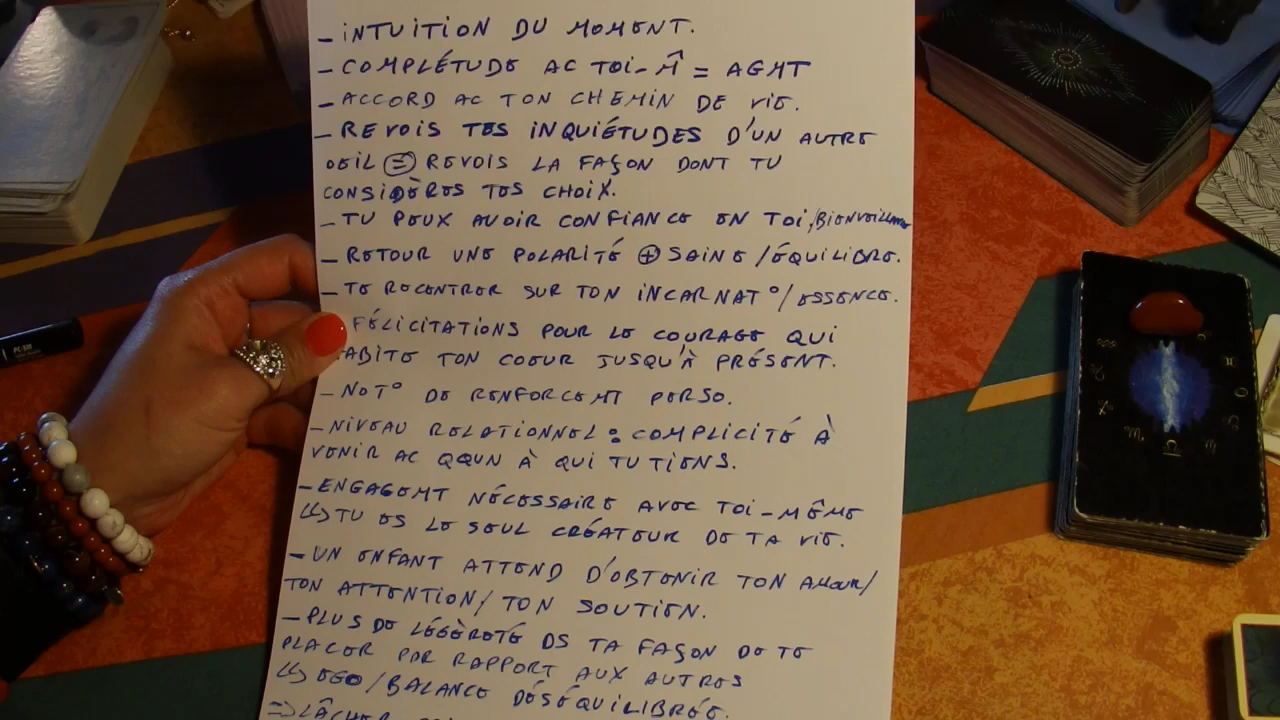 - INTUITION DU MOMENT.
- COMPLÉTUDE AC TOI-M̂ = AGMT
- ACCORD AC TON CHEMIN DE VIE.
- REVOIS TES INQUIÉTUDES D'UN AUTRE
OEIL (=) REVOIS LA FAÇON DONT TU
CONSIDÈRES TES CHOIX.
- TU PEUX AVOIR CONFIANCE EN TOI/BIENVEILLANCE
- RETOUR UNE POLARITÉ ⊕ SAINE/ÉQUILIBRE.
- TE RECENTRER SUR TON INCARNAT°/ESSENCE.
FÉLICITATIONS POUR LE COURAGE QUI
ABITE TON COEUR JUSQU'À PRÉSENT.
- NOT° DE RENFORCEMT PERSO.
- NIVEAU RELATIONNEL : COMPLICITÉ À
VENIR AC QQUN À QUI TU TIENS.
- ENGAGEMT NÉCESSAIRE AVEC TOI-MÊME
↳> TU ES LE SEUL CRÉATEUR DE TA VIE.
- UN ENFANT ATTEND D'OBTENIR TON AMOUR/
TON ATTENTION/TON SOUTIEN.
- PLUS DE LÉGÈRETÉ DS TA FAÇON DE TE
PLACER PAR RAPPORT AUX AUTRES
↳> EGO/BALANCE DÉSÉQUILIBRÉE.
=> LÂCHER